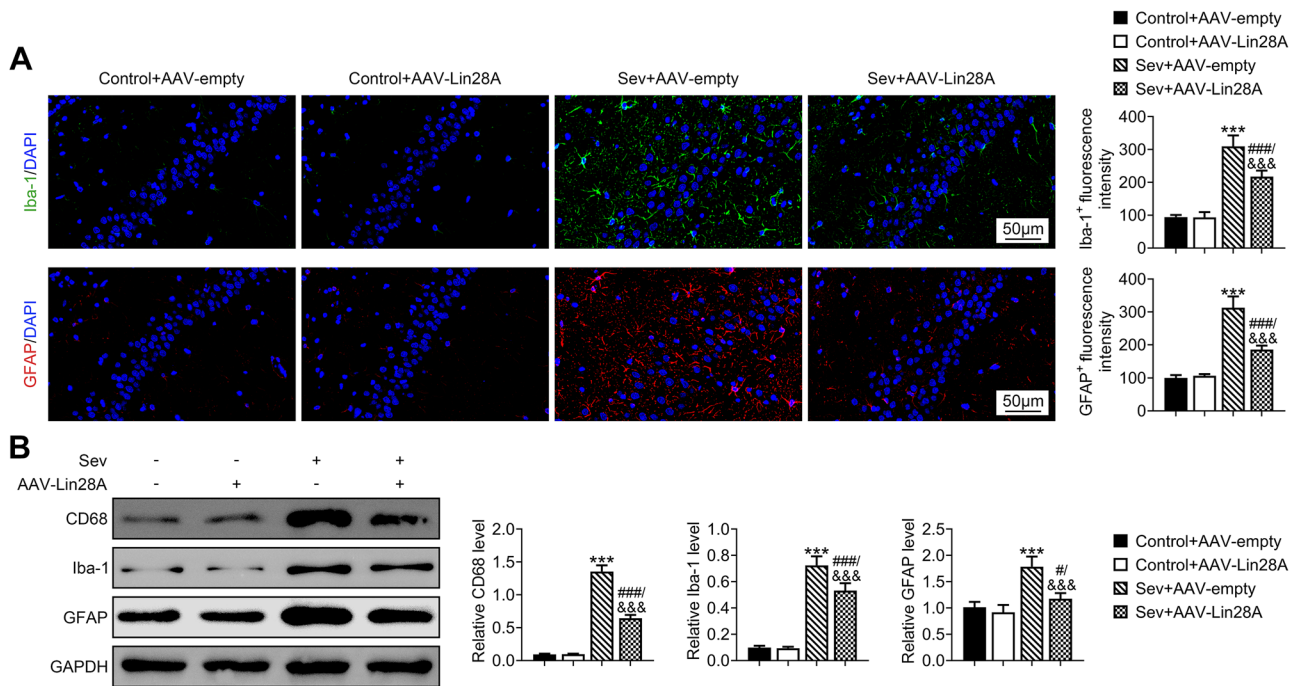 Control+AAV-empty
Control+AAV-Lin28A
Sev+AAV-empty
Sev+AAV-Lin28A
A
Control+AAV-empty
Control+AAV-Lin28A
Sev+AAV-empty
Sev+AAV-Lin28A
Iba-1/DAPI
50μm
Iba-1+ fluorescence
intensity
400
300
200
100
0
***
###/
&&&
GFAP/DAPI
50μm
GFAP+ fluorescence
intensity
400
300
200
100
0
***
###/
&&&
B
Sev - - + +
AAV-Lin28A - + - +
CD68
Iba-1
GFAP
GAPDH
Relative CD68 level
2.0
1.5
1.0
0.5
0.0
***
###/
&&&
Relative Iba-1 level
1.0
0.8
0.6
0.4
0.2
0.0
***
###/
&&&
Relative GFAP level
2.5
2.0
1.5
1.0
0.5
0.0
***
#/
&&&
Control+AAV-empty
Control+AAV-Lin28A
Sev+AAV-empty
Sev+AAV-Lin28A